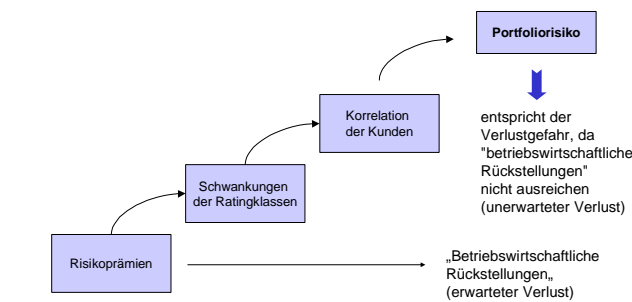 Portfoliorisiko
Korrelation
der Kunden
entspricht der
Verlustgefahr, da
"betriebswirtschaftliche
Rückstellungen"
nicht ausreichen
(unerwarteter Verlust)
Schwankungen
der Ratingklassen
Risikoprämien
„Betriebswirtschaftliche
Rückstellungen„
(erwarteter Verlust)